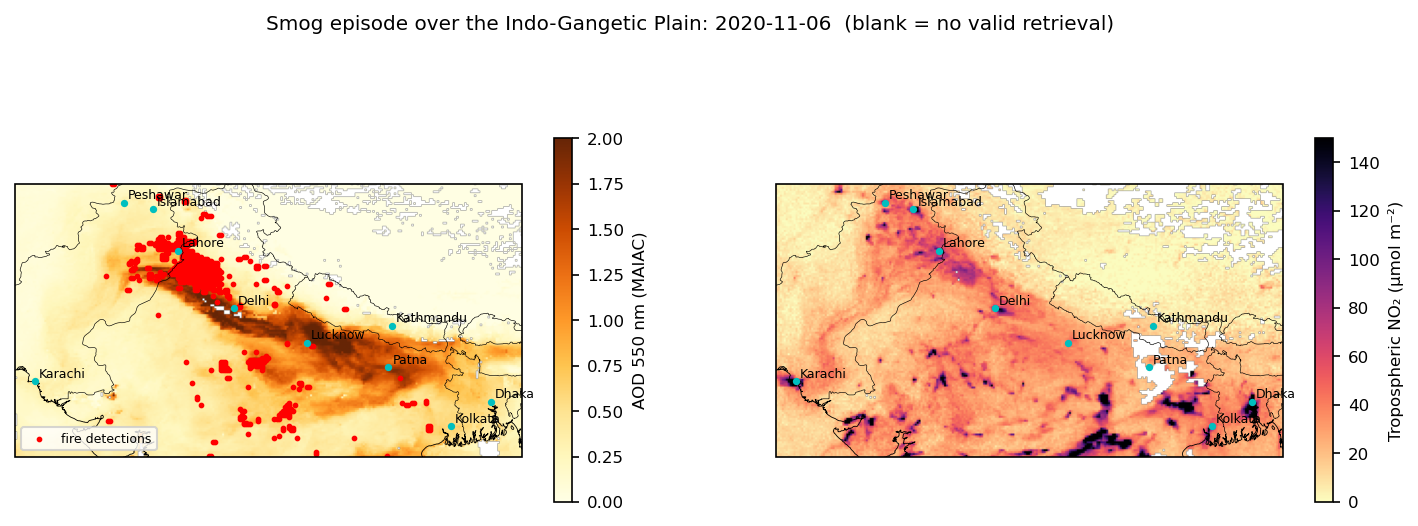 Smog episode over the Indo-Gangetic Plain: 2020-11-06  (blank = no valid retrieval)
Peshawar
Islamabad
Lahore
Delhi
Kathmandu
Lucknow
Patna
Karachi
Dhaka
Kolkata
fire detections
2.00
1.75
1.50
1.25
1.00
0.75
0.50
0.25
0.00
AOD 550 nm (MAIAC)
Peshawar
Islamabad
Lahore
Delhi
Kathmandu
Lucknow
Patna
Karachi
Dhaka
Kolkata
140
120
100
80
60
40
20
0
Tropospheric NO₂ (μmol m⁻²)